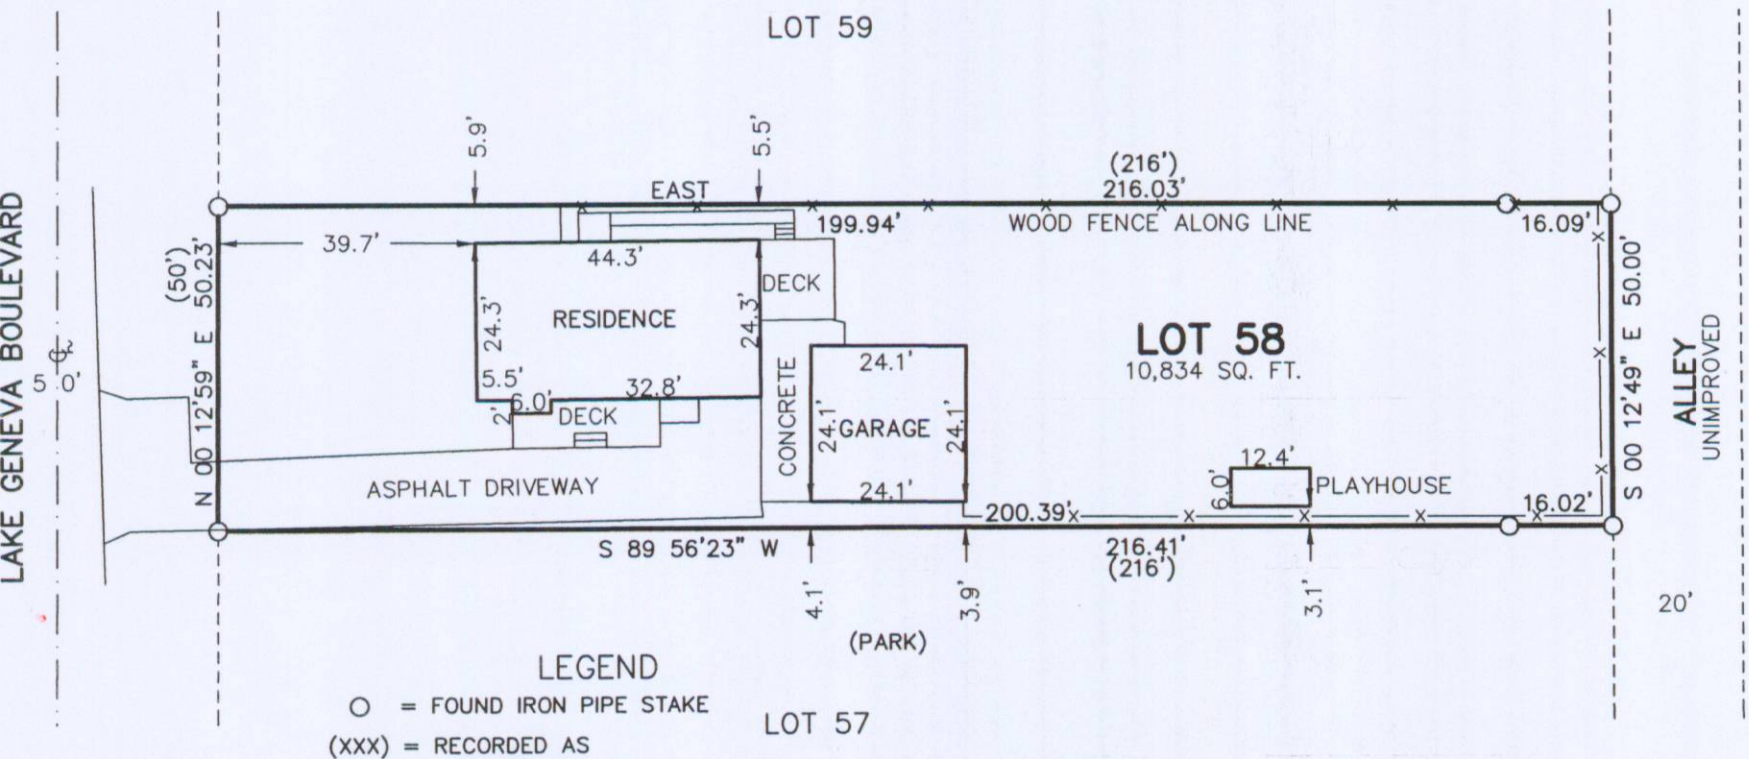 LOT 59
LAKE GENEVA BOULEVARD
5.9'
5.5'
EAST
(216')
216.03'
199.94'
WOOD FENCE ALONG LINE
16.09'
(50')
N 00 12'59" E 50.23'
39.7'
44.3'
DECK
24.3'
RESIDENCE
24.3'
LOT 58
10,834 SQ. FT.
S 00 12'49" E 50.00'
ALLEY
UNIMPROVED
5.5'
6.0'
32.8'
2'
DECK
CONCRETE
24.1'
24.1'
GARAGE
24.1'
24.1'
ASPHALT DRIVEWAY
12.4'
6.0'
PLAYHOUSE
200.39'
16.02'
S 89 56'23" W
216.41'
(216')
4.1'
3.9'
3.1'
20'
(PARK)
LEGEND
= FOUND IRON PIPE STAKE
(XXX) = RECORDED AS
LOT 57